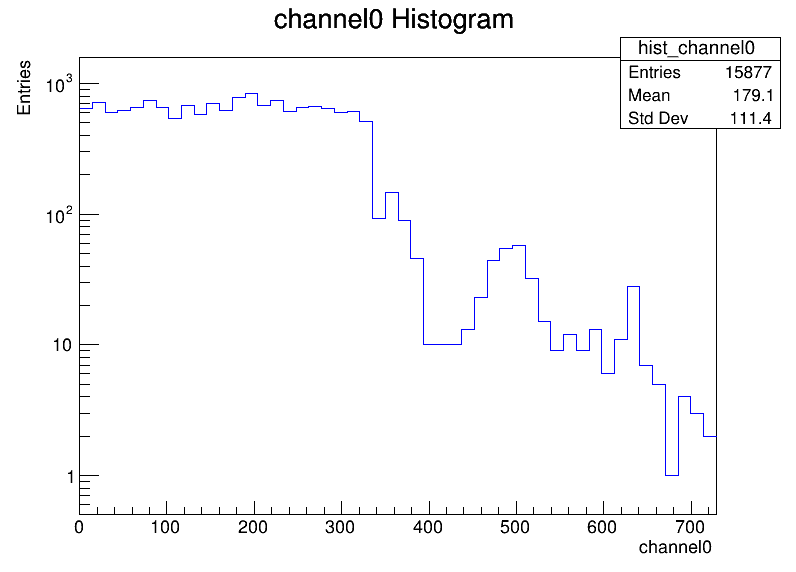 channel0 Histogram
hist_channel0
Entries 15877
Mean 179.1
Std Dev 111.4
Entries
10³
10²
10
1
0 100 200 300 400 500 600 700
channel0